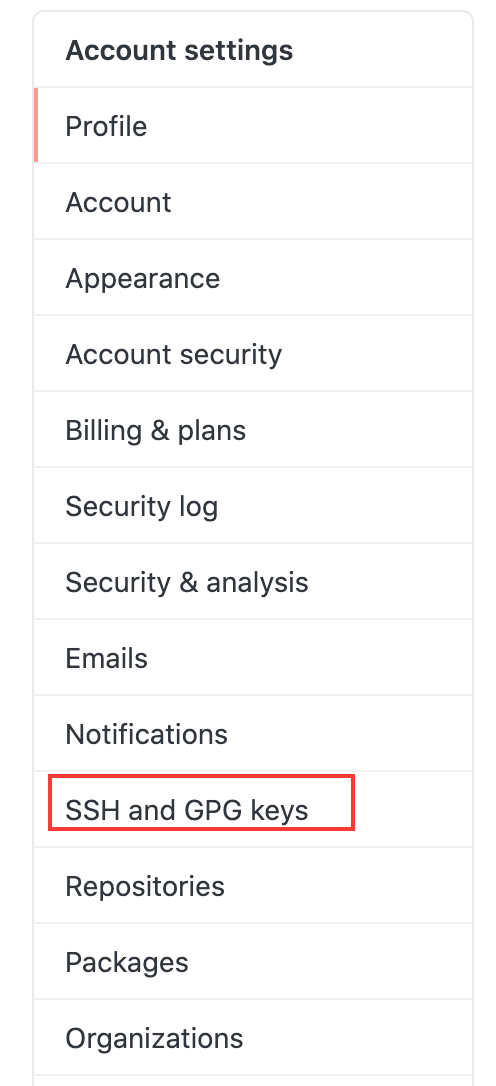 Account settings
Profile
Account
Appearance
Account security
Billing & plans
Security log
Security & analysis
Emails
Notifications
SSH and GPG keys
Repositories
Packages
Organizations